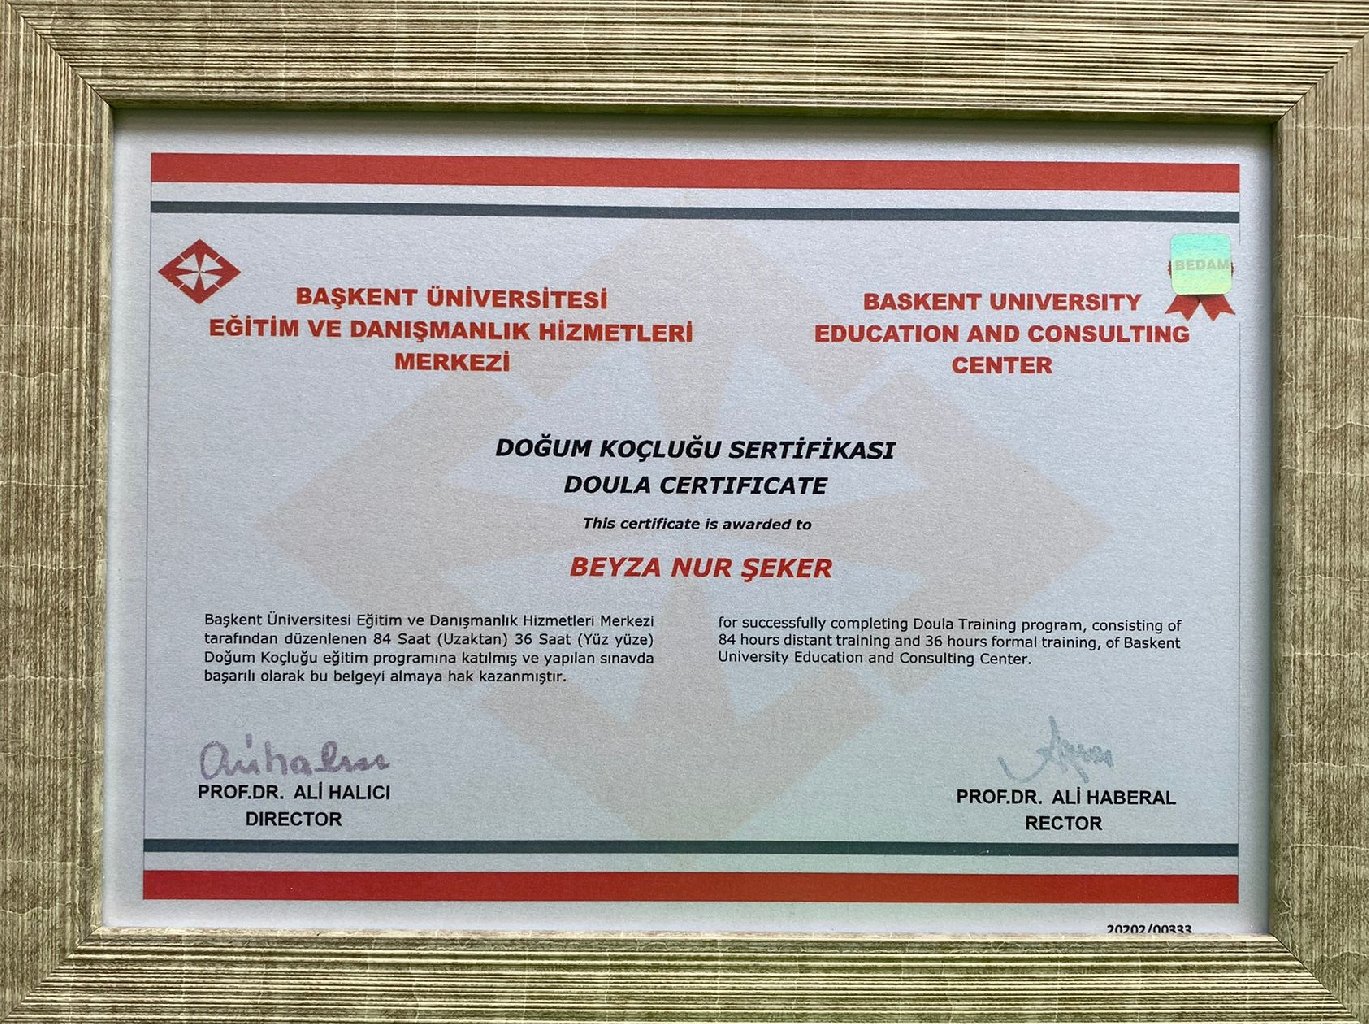 BAŞKENT ÜNİVERSİTESİ
EĞİTİM VE DANIŞMANLIK HİZMETLERİ
MERKEZİ
BASKENT UNIVERSITY
EDUCATION AND CONSULTING
CENTER
BEDAM
DOĞUM KOÇLUĞU SERTİFİKASI
DOULA CERTIFICATE
This certificate is awarded to
BEYZA NUR ŞEKER
Başkent Üniversitesi Eğitim ve Danışmanlık Hizmetleri Merkezi
tarafından düzenlenen 84 Saat (Uzaktan) 36 Saat (Yüz yüze)
Doğum Koçluğu eğitim programına katılmış ve yapılan sınavda
başarılı olarak bu belgeyi almaya hak kazanmıştır.
for successfully completing Doula Training program, consisting of
84 hours distant training and 36 hours formal training, of Baskent
University Education and Consulting Center.
PROF.DR. ALİ HALICI
DIRECTOR
PROF.DR. ALİ HABERAL
RECTOR
20202/00333